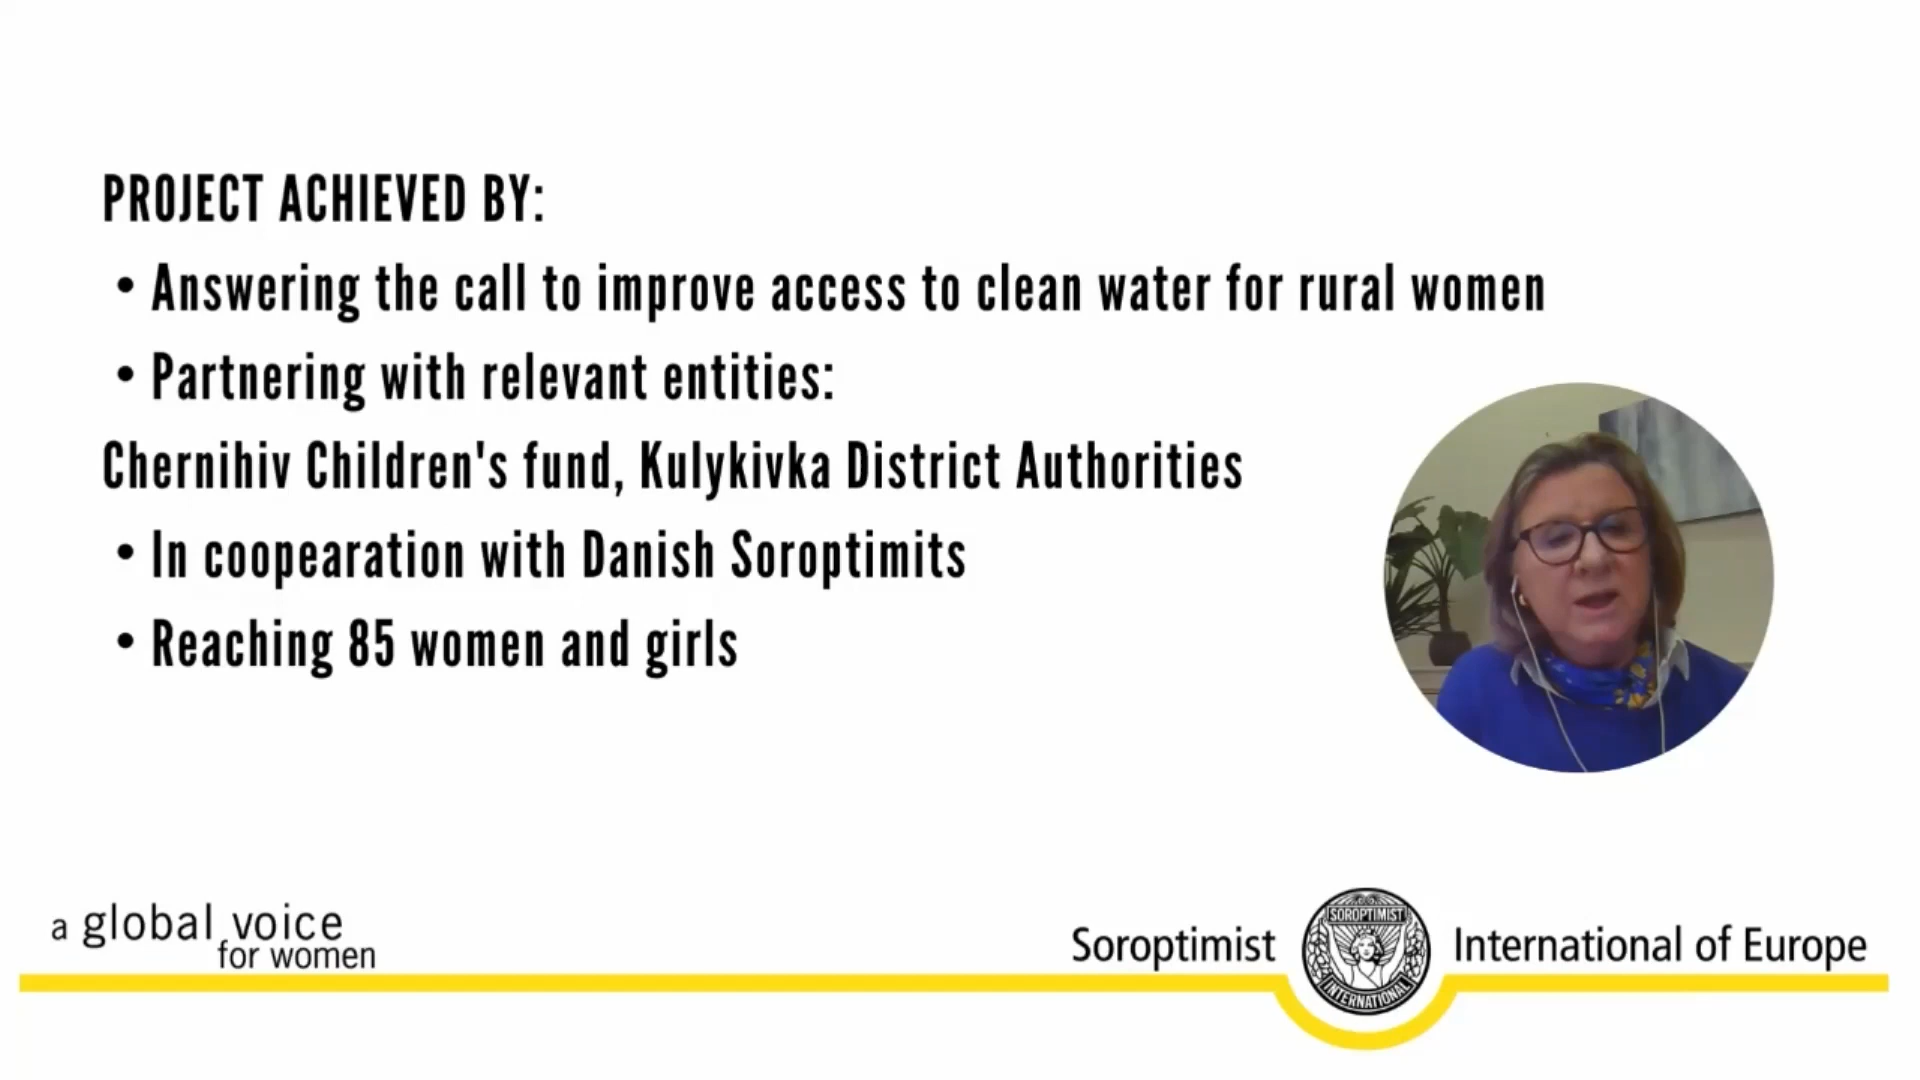 PROJECT ACHIEVED BY:
• Answering the call to improve access to clean water for rural women
• Partnering with relevant entities:
Chernihiv Children's fund, Kulykivka District Authorities
• In coopearation with Danish Soroptimits
• Reaching 85 women and girls
a global voice
for women
Soroptimist
SOROPTIMIST
INTERNATIONAL
International of Europe